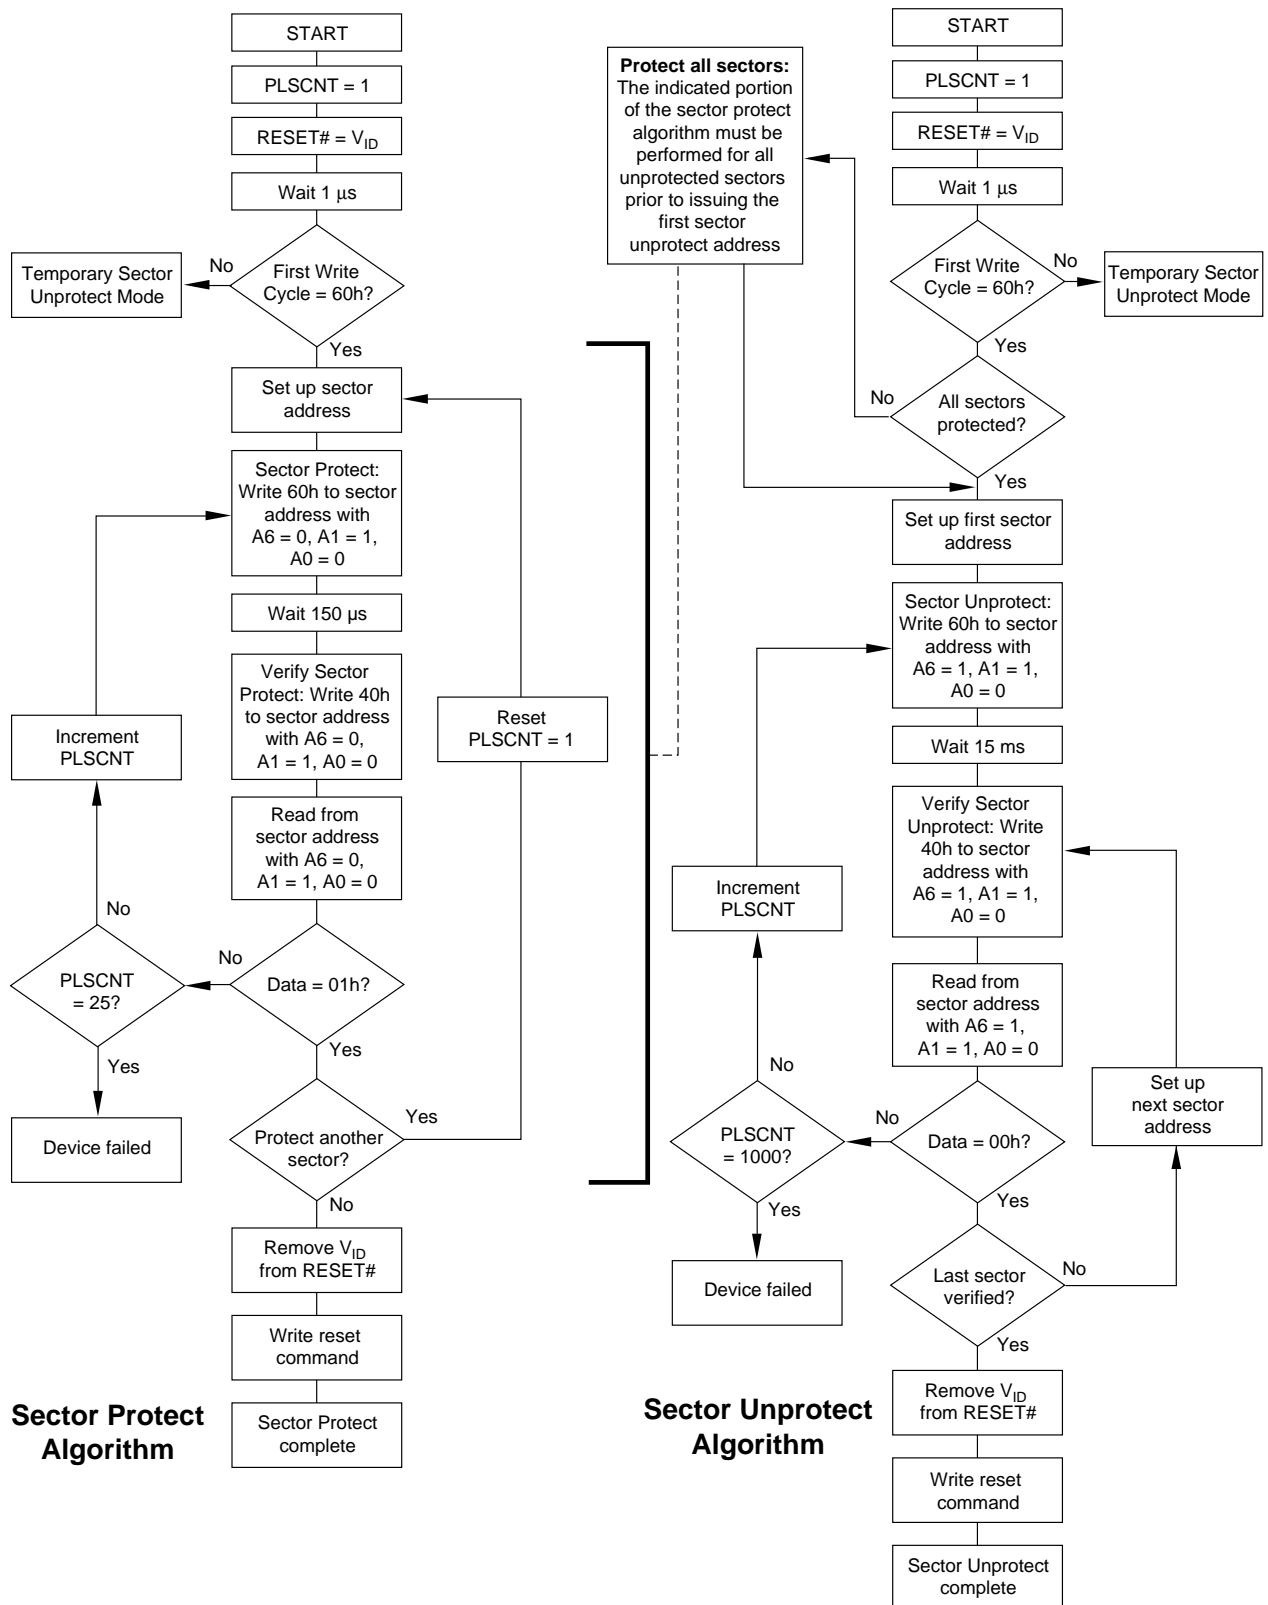 START
PLSCNT = 1
RESET# = VID
Wait 1 μs
First Write
Cycle = 60h?
No
Temporary Sector
Unprotect Mode
Yes
Set up sector
address
Sector Protect:
Write 60h to sector
address with
A6 = 0, A1 = 1,
A0 = 0
Wait 150 µs
Verify Sector
Protect: Write 40h
to sector address
with A6 = 0,
A1 = 1, A0 = 0
Reset
PLSCNT = 1
Increment
PLSCNT
Read from
sector address
with A6 = 0,
A1 = 1, A0 = 0
No
PLSCNT
= 25?
No
Data = 01h?
Yes
Yes
Device failed
Protect another
sector?
Yes
No
Remove VID
from RESET#
Write reset
command
Sector Protect
complete
Sector Protect
Algorithm
Protect all sectors:
The indicated portion
of the sector protect
algorithm must be
performed for all
unprotected sectors
prior to issuing the
first sector
unprotect address
START
PLSCNT = 1
RESET# = VID
Wait 1 μs
First Write
Cycle = 60h?
No
Temporary Sector
Unprotect Mode
Yes
No
All sectors
protected?
Yes
Set up first sector
address
Sector Unprotect:
Write 60h to sector
address with
A6 = 1, A1 = 1,
A0 = 0
Wait 15 ms
Verify Sector
Unprotect: Write
40h to sector
address with
A6 = 1, A1 = 1,
A0 = 0
Increment
PLSCNT
Read from
sector address
with A6 = 1,
A1 = 1, A0 = 0
No
Set up
next sector
address
PLSCNT
= 1000?
No
Data = 00h?
Yes
Yes
Device failed
Last sector
verified?
No
Yes
Remove VID
from RESET#
Write reset
command
Sector Unprotect
complete
Sector Unprotect
Algorithm